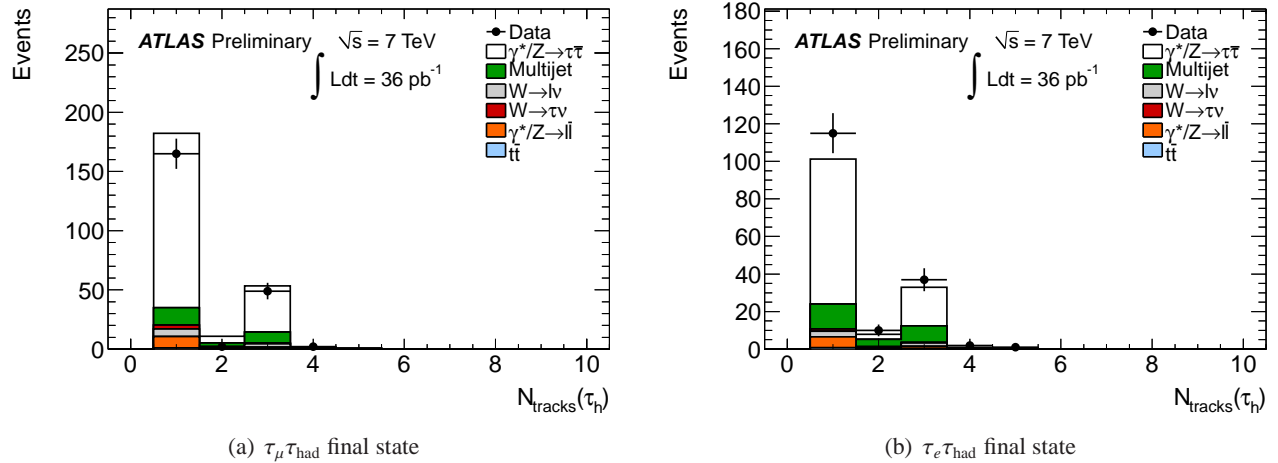 Events
250
200
150
100
50
0
ATLAS Preliminary
√s = 7 TeV
∫ Ldt = 36 pb⁻¹
Data
γ*/Z→ττ̄
Multijet
W→lν
W→τν
γ*/Z→ll̄
tt̄
0 2 4 6 8 10
N_tracks(τ_h)
(a) τ_μτ_had final state
Events
180
160
140
120
100
80
60
40
20
0
ATLAS Preliminary
√s = 7 TeV
∫ Ldt = 36 pb⁻¹
Data
γ*/Z→ττ̄
Multijet
W→lν
W→τν
γ*/Z→ll̄
tt̄
0 2 4 6 8 10
N_tracks(τ_h)
(b) τ_eτ_had final state